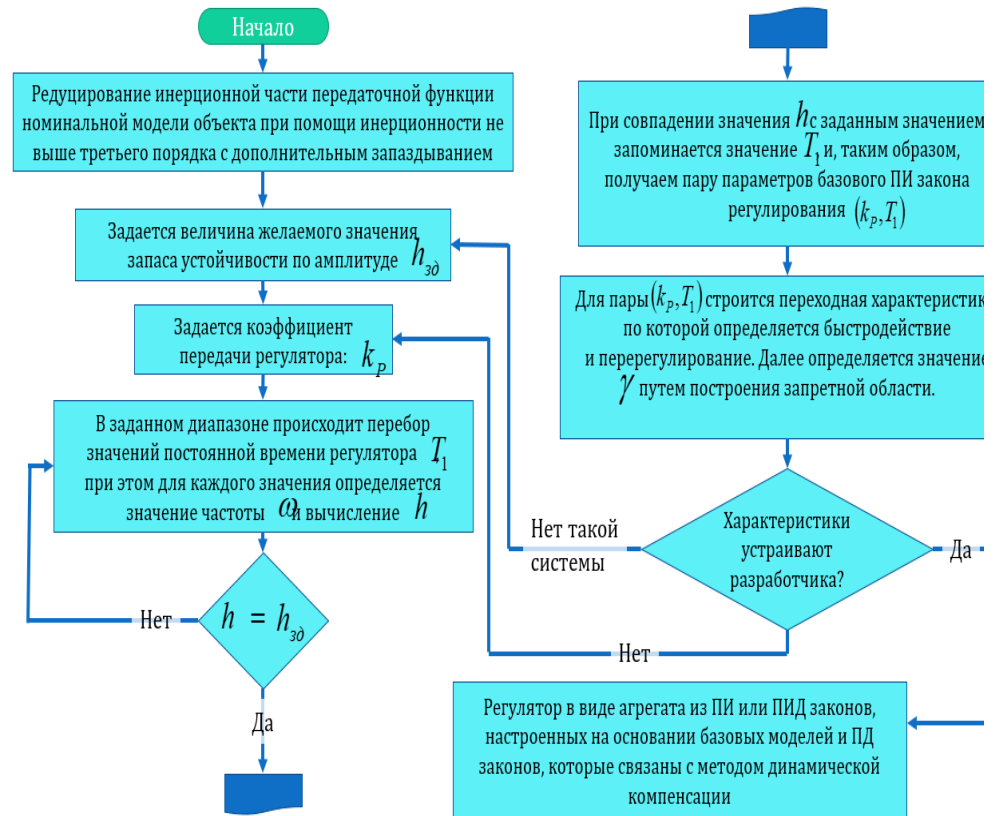 Начало
Редуцирование инерционной части передаточной функции
номинальной модели объекта при помощи инерционности не
выше третьего порядка с дополнительным запаздыванием
Задается величина желаемого значения
запаса устойчивости по амплитуде h_зд
Задается коэффициент
передачи регулятора: k_P
В заданном диапазоне происходит перебор
значений постоянной времени регулятора T_1
при этом для каждого значения определяется
значение частоты ω и вычисление h
h = h_зд
Нет
Да
При совпадении значения h с заданным значением
запоминается значение T_1 и, таким образом,
получаем пару параметров базового ПИ закона
регулирования (k_P, T_1)
Для пары (k_P, T_1) строится переходная характеристик
по которой определяется быстродействие
и перерегулирование. Далее определяется значение
γ путем построения запретной области.
Характеристики
устраивают
разработчика?
Нет такой
системы
Да
Нет
Регулятор в виде агрегата из ПИ или ПИД законов,
настроенных на основании базовых моделей и ПД
законов, которые связаны с методом динамической
компенсации